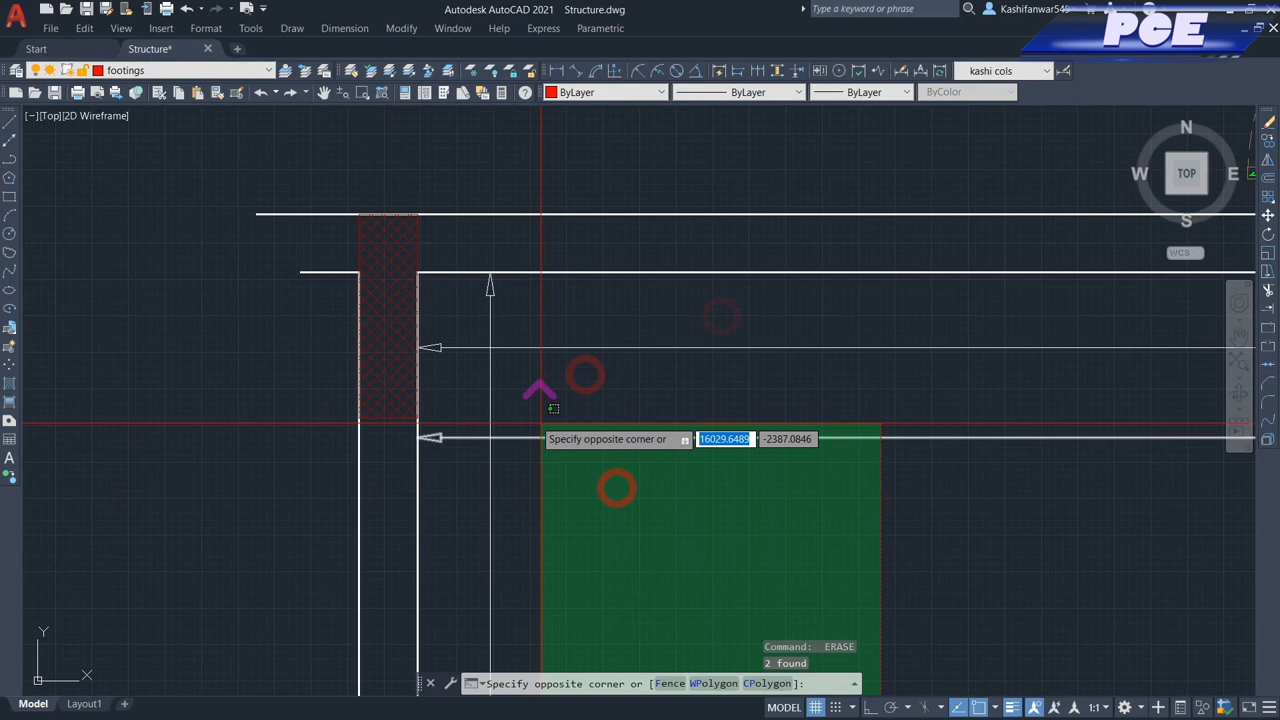 Autodesk AutoCAD 2021 Structure.dwg
Type a keyword or phrase
Kashifanwar545
PCE
File Edit View Insert Format Tools Draw Dimension Modify Window Help Express Parametric
Start
Structure*
footings
kashi cols
ByLayer
ByLayer
ByLayer
ByColor
[−][Top][2D Wireframe]
N
W
TOP
E
S
WCS
Specify opposite corner or
16029.6489
-2387.0846
Command: ERASE
2 found
Y
X
Specify opposite corner or [Fence WPolygon CPolygon]:
Model
Layout1
MODEL
1:1